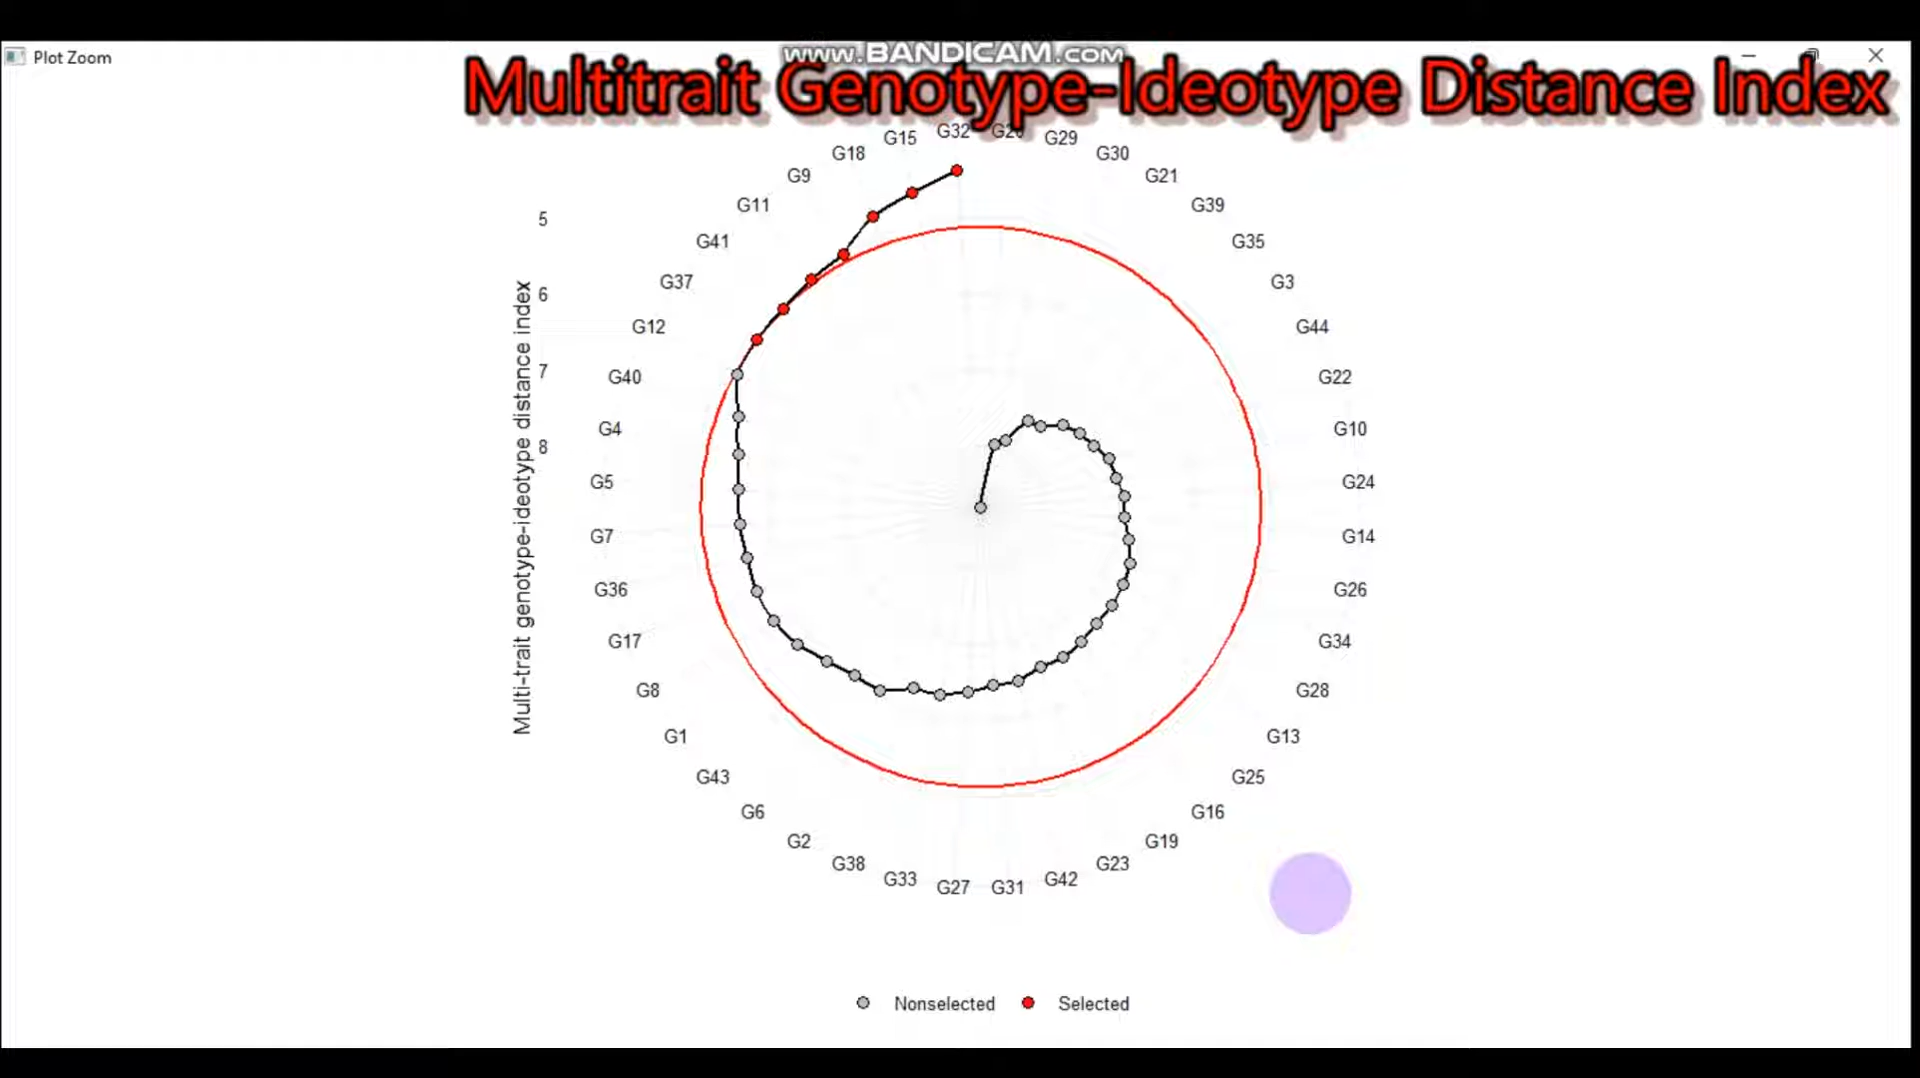 Plot Zoom
www.BANDICAM.com
Multitrait Genotype-Ideotype Distance Index
G32
G29
G15
G30
G18
G21
G9
G39
G11
G35
G41
G3
G37
G44
G12
G22
G40
G10
G4
G24
G5
G14
G7
G26
G36
G34
G17
G28
G8
G13
G1
G25
G43
G16
G6
G19
G2
G23
G38
G42
G33
G31
G27
5
6
7
8
Multi-trait genotype-ideotype distance index
Nonselected
Selected